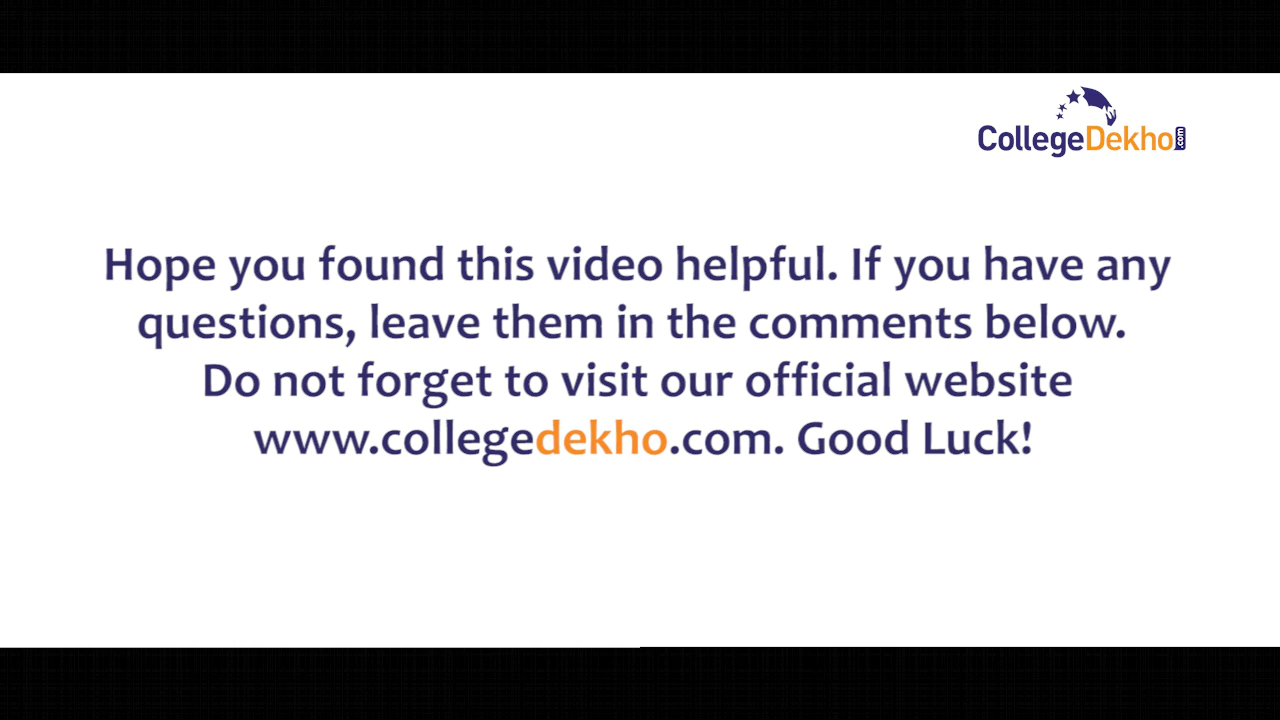 CollegeDekho.com
Hope you found this video helpful. If you have any
questions, leave them in the comments below.
Do not forget to visit our official website
www.collegedekho.com. Good Luck!